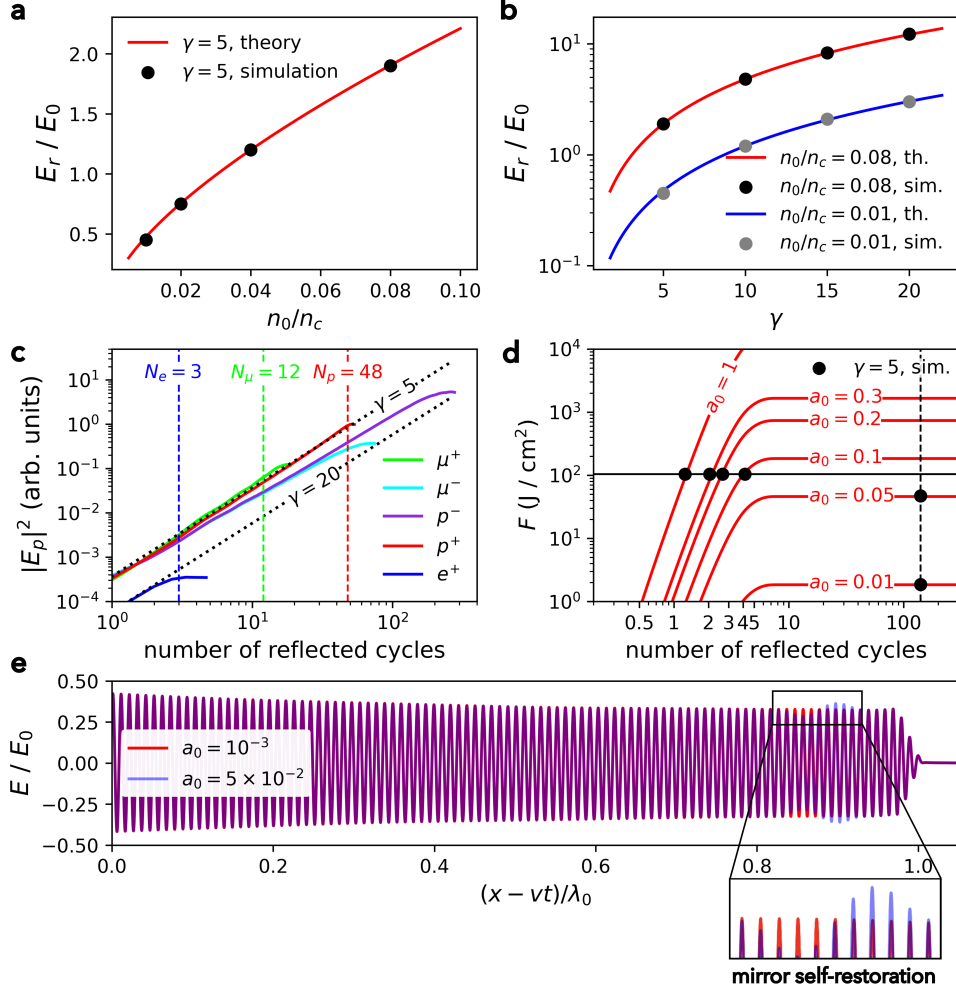 a
2.0
1.5
1.0
0.5
E_r / E_0
γ = 5, theory
γ = 5, simulation
0.02
0.04
0.06
0.08
0.10
n_0/n_c
b
10^1
10^0
10^−1
E_r / E_0
n_0/n_c = 0.08, th.
n_0/n_c = 0.08, sim.
n_0/n_c = 0.01, th.
n_0/n_c = 0.01, sim.
5
10
15
20
γ
c
10^1
10^0
10^−1
10^−2
10^−3
10^−4
|E_p|^2 (arb. units)
N_e = 3
N_μ = 12
N_p = 48
γ = 5
γ = 20
μ^+
μ^−
p^−
p^+
e^+
10^0
10^1
10^2
number of reflected cycles
d
10^4
10^3
10^2
10^1
10^0
F (J / cm^2)
a_0 = 1
γ = 5, sim.
a_0 = 0.3
a_0 = 0.2
a_0 = 0.1
a_0 = 0.05
a_0 = 0.01
0.5
1
2
3
4
5
10
100
number of reflected cycles
e
0.50
0.25
0.00
−0.25
−0.50
E / E_0
a_0 = 10^−3
a_0 = 5 × 10^−2
0.0
0.2
0.4
0.6
0.8
1.0
(x − vt)/λ_0
mirror self-restoration